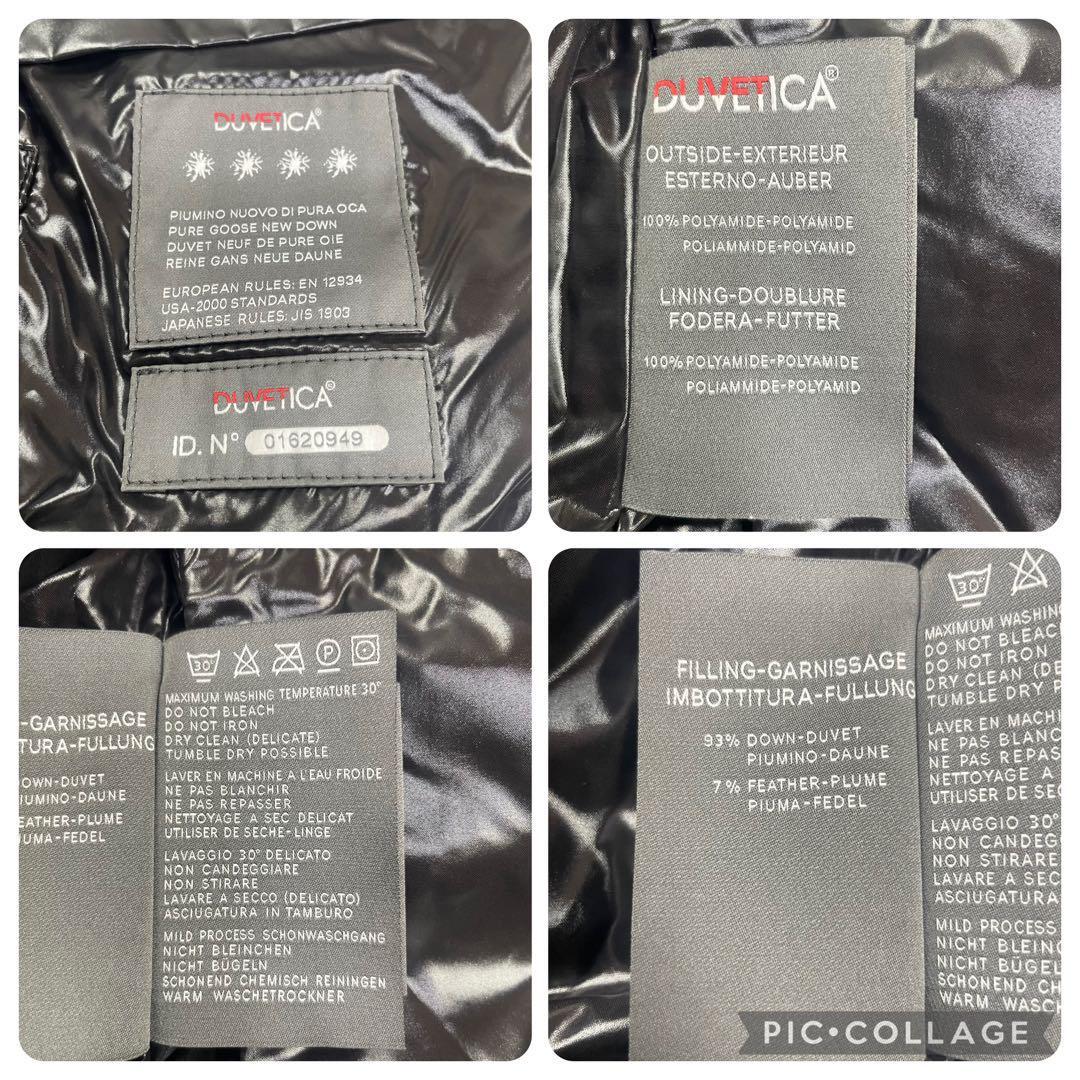 DUVETICA®
PIUMINO NUOVO DI PURA OCA
PURE GOOSE NEW DOWN
DUVET NEUF DE PURE OIE
REINE GANS NEUE DAUNE
EUROPEAN RULES: EN 12934
USA-2000 STANDARDS
JAPANESE RULES: JIS 1903
DUVETICA®
ID. N° 01620949
DUVETICA®
OUTSIDE-EXTERIEUR
ESTERNO-AUBER
100% POLYAMIDE-POLYAMIDE
POLIAMMIDE-POLYAMID
LINING-DOUBLURE
FODERA-FUTTER
100% POLYAMIDE-POLYAMIDE
POLIAMMIDE-POLYAMID
-GARNISSAGE
TURA-FULLUNG
OWN-DUVET
IUMINO-DAUNE
EATHER-PLUME
IUMA-FEDEL
30°
P
MAXIMUM WASHING TEMPERATURE 30°
DO NOT BLEACH
DO NOT IRON
DRY CLEAN (DELICATE)
TUMBLE DRY POSSIBLE
LAVER EN MACHINE A L'EAU FROIDE
NE PAS BLANCHIR
NE PAS REPASSER
NETTOYAGE A SEC DELICAT
UTILISER DE SECHE-LINGE
LAVAGGIO 30° DELICATO
NON CANDEGGIARE
NON STIRARE
LAVARE A SECCO (DELICATO)
ASCIUGATURA IN TAMBURO
MILD PROCESS SCHONWASCHGANG
NICHT BLEINCHEN
NICHT BÜGELN
SCHONEND CHEMISCH REININGEN
WARM WASCHETROCKNER
FILLING-GARNISSAGE
IMBOTTITURA-FULLUNG
93% DOWN-DUVET
PIUMINO-DAUNE
7% FEATHER-PLUME
PIUMA-FEDEL
30°
MAXIMUM WASHING
DO NOT BLEACH
DO NOT IRON
DRY CLEAN (DE
TUMBLE DRY P
LAVER EN MACHI
NE PAS BLANC
NE PAS REPAS
NETTOYAGE A
UTILISER DE SEC
LAVAGGIO 30°
NON CANDEG
NON STIRARE
LAVARE A SEC
ASCIUGATURA
MILD PROCESS
NICHT BLEINC
NICHT BÜGEL
SCHONEND CH
WARM WASCH
PIC•COLLAGE